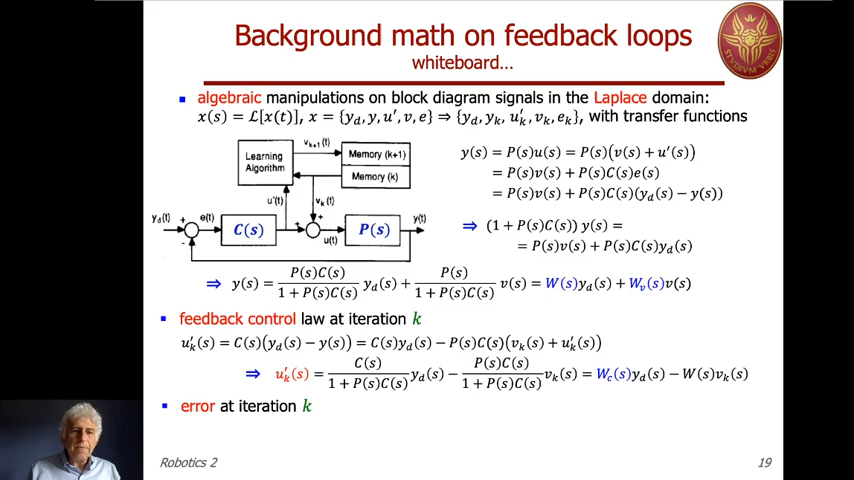 Background math on feedback loops
whiteboard...
STVDIVM VRBIS
▪ algebraic manipulations on block diagram signals in the Laplace domain:
x(s) = ℒ[x(t)], x = {y_d, y, u′, v, e} ⇒ {y_d, y_k, u′_k, v_k, e_k}, with transfer functions
v_{k+1}(t)
Learning Algorithm
Memory (k+1)
Memory (k)
u'(t)
v_k(t)
y_d(t) + - e(t) C(s) + + u(t) P(s) y(t)
y(s) = P(s)u(s) = P(s)(v(s) + u′(s))
= P(s)v(s) + P(s)C(s)e(s)
= P(s)v(s) + P(s)C(s)(y_d(s) − y(s))
⇒ (1 + P(s)C(s)) y(s) =
= P(s)v(s) + P(s)C(s)y_d(s)
⇒ y(s) = P(s)C(s) / (1 + P(s)C(s)) y_d(s) + P(s) / (1 + P(s)C(s)) v(s) = W(s)y_d(s) + W_v(s)v(s)
▪ feedback control law at iteration k
u′_k(s) = C(s)(y_d(s) − y(s)) = C(s)y_d(s) − P(s)C(s)(v_k(s) + u′_k(s))
⇒ u′_k(s) = C(s) / (1 + P(s)C(s)) y_d(s) − P(s)C(s) / (1 + P(s)C(s)) v_k(s) = W_c(s)y_d(s) − W(s)v_k(s)
▪ error at iteration k
Robotics 2
19